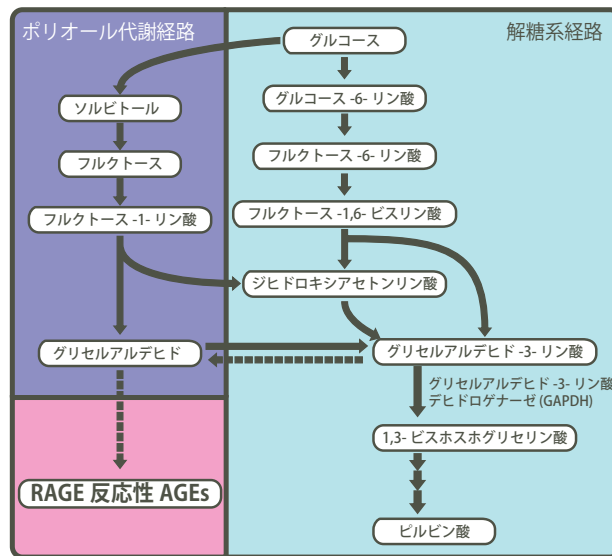 ポリオール代謝経路
ソルビトール
フルクトース
フルクトース -1- リン酸
グリセルアルデヒド
RAGE 反応性 AGEs
解糖系経路
グルコース
グルコース -6- リン酸
フルクトース -6- リン酸
フルクトース -1,6- ビスリン酸
ジヒドロキシアセトンリン酸
グリセルアルデヒド -3- リン酸
グリセルアルデヒド -3- リン酸
デヒドロゲナーゼ (GAPDH)
1,3- ビスホスホグリセリン酸
ピルビン酸